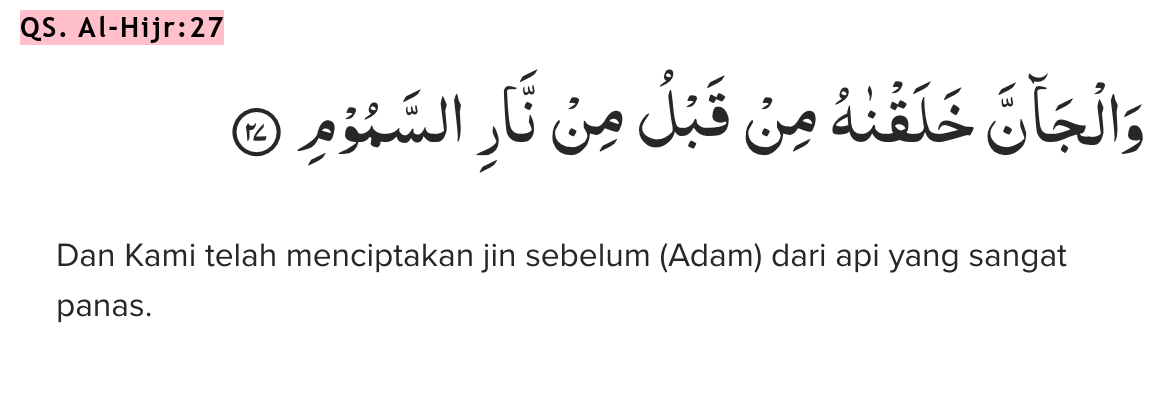 QS. Al-Hijr:27
وَالْجَاۤنَّ خَلَقْنٰهُ مِنْ قَبْلُ مِنْ نَّارِ السَّمُوْمِ ٢٧
Dan Kami telah menciptakan jin sebelum (Adam) dari api yang sangat
panas.